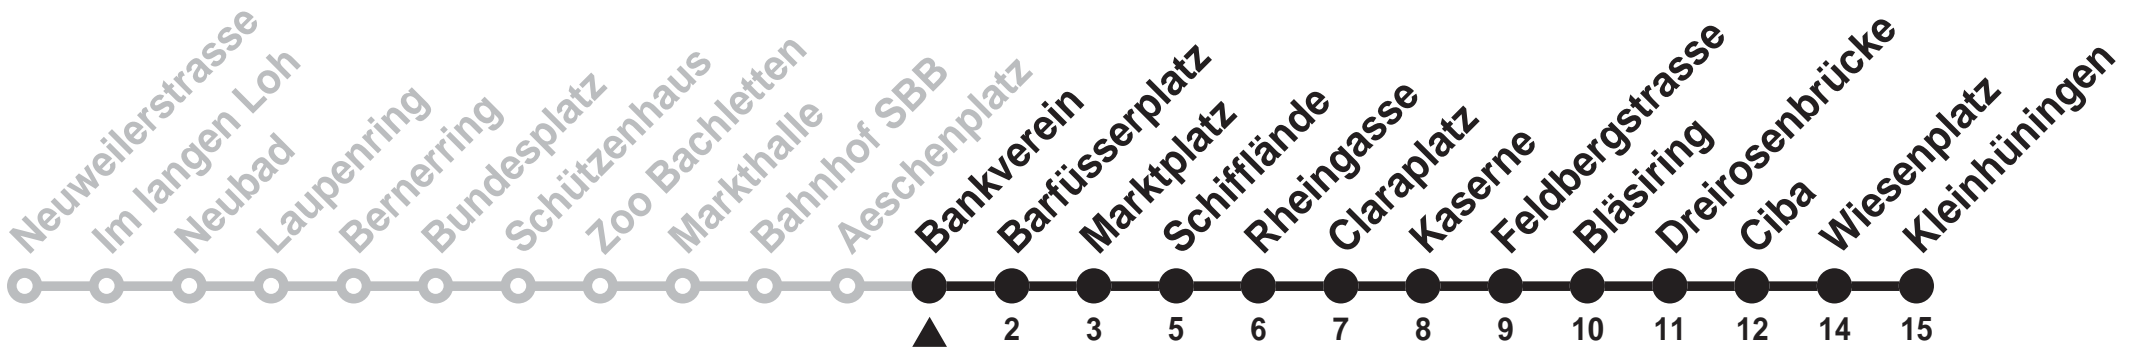 Neuweilerstrasse
Im langen Loh
Neubad
Laupenring
Bernerring
Bundesplatz
Schützenhaus
Zoo Bachletten
Markthalle
Bahnhof SBB
Aeschenplatz
Bankverein
Barfüsserplatz
Marktplatz
Schifflände
Rheingasse
Claraplatz
Kaserne
Feldbergstrasse
Bläsiring
Dreirosenbrücke
Ciba
Wiesenplatz
Kleinhüningen
2 3 5 6 7 8 9 10 11 12 14 15